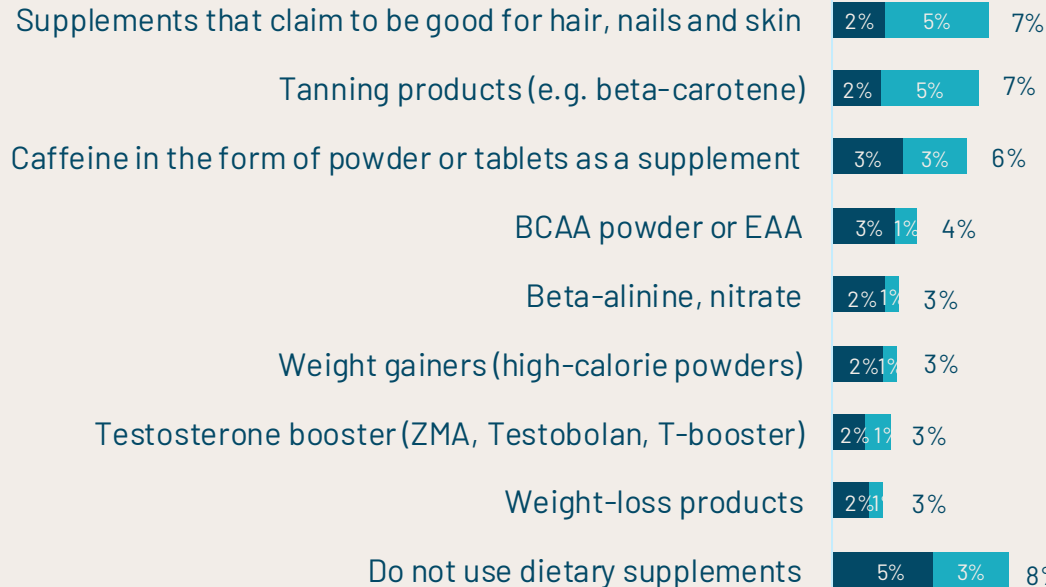 Supplements that claim to be good for hair, nails and skin 2% 5% 7%
Tanning products (e.g. beta-carotene) 2% 5% 7%
Caffeine in the form of powder or tablets as a supplement 3% 3% 6%
BCAA powder or EAA 3% 1% 4%
Beta-alinine, nitrate 2% 1% 3%
Weight gainers (high-calorie powders) 2% 1% 3%
Testosterone booster (ZMA, Testobolan, T-booster) 2% 1% 3%
Weight-loss products 2% 1% 3%
Do not use dietary supplements 5% 3% 8%